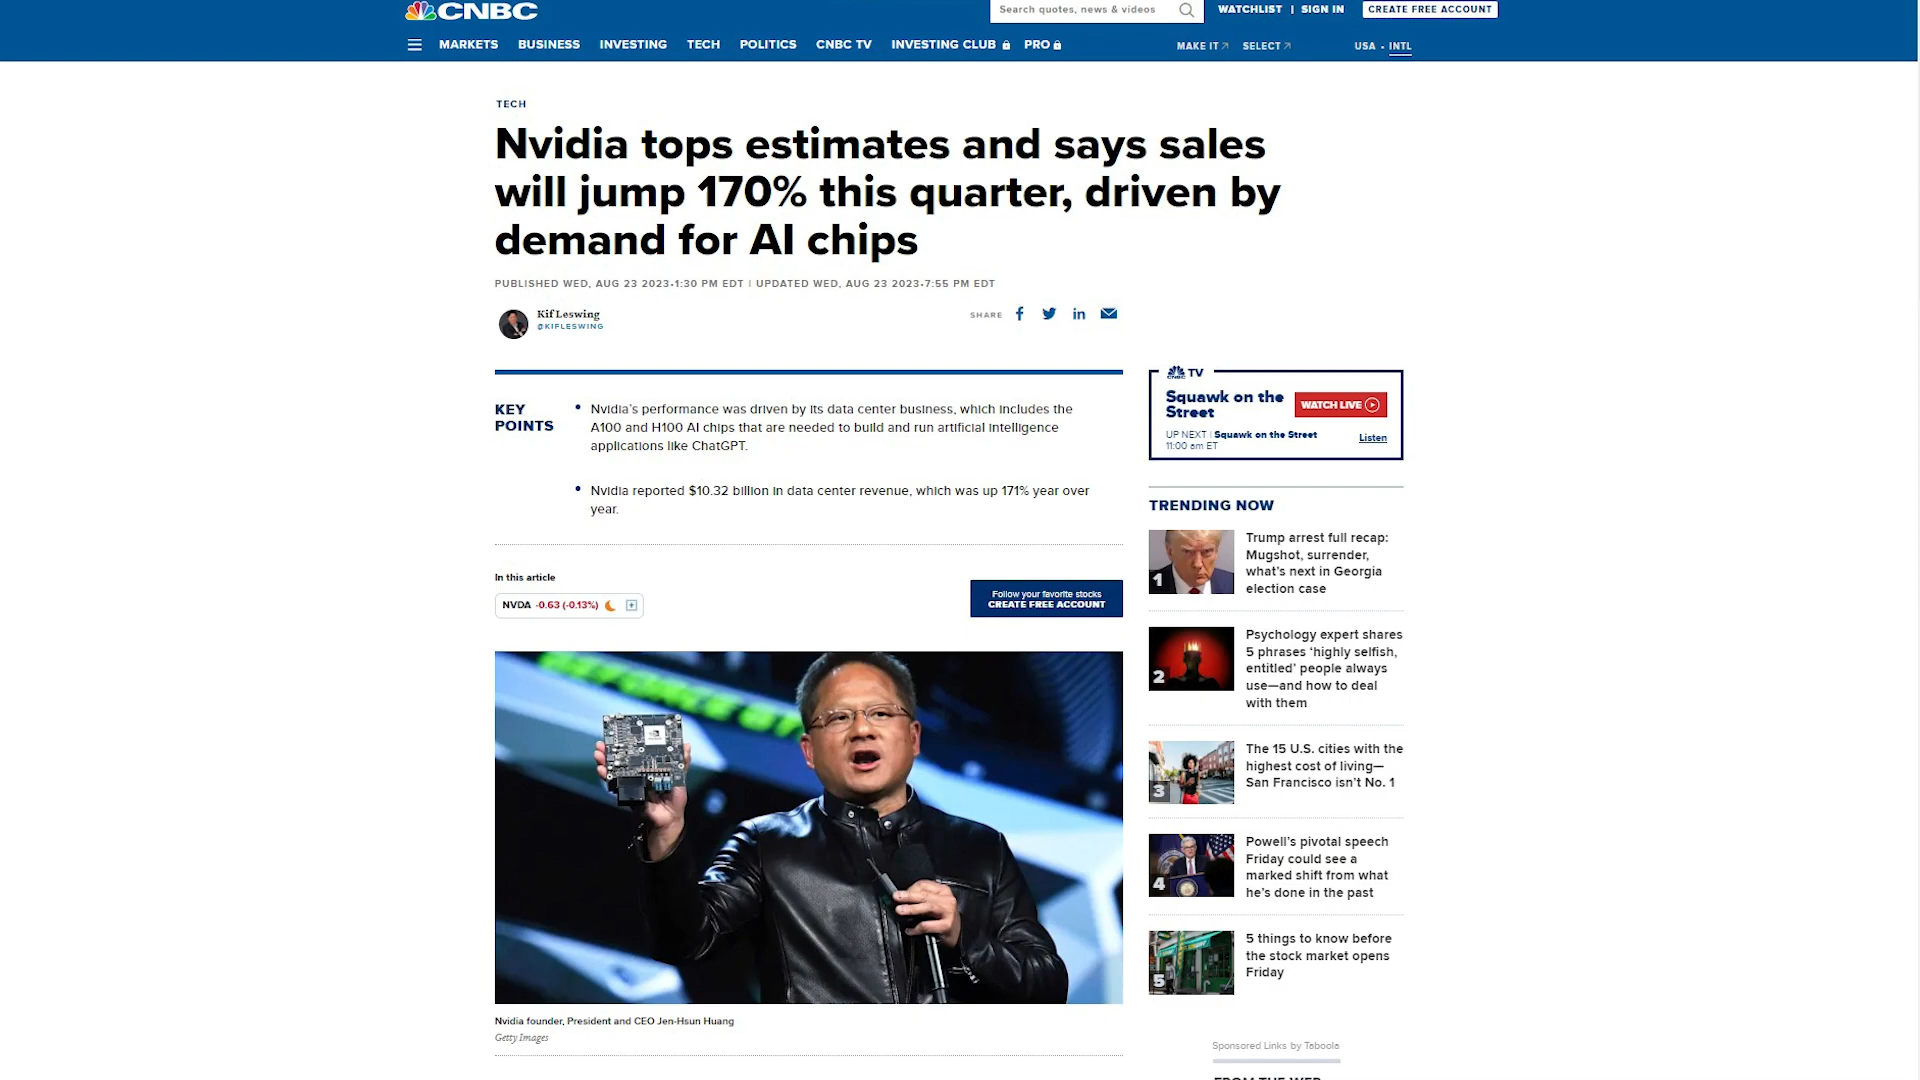 CNBC
Search quotes, news & videos
WATCHLIST | SIGN IN
CREATE FREE ACCOUNT
MARKETS BUSINESS INVESTING TECH POLITICS CNBC TV INVESTING CLUB PRO
MAKE IT SELECT
USA • INTL
TECH
Nvidia tops estimates and says sales
will jump 170% this quarter, driven by
demand for AI chips
PUBLISHED WED, AUG 23 2023•1:30 PM EDT | UPDATED WED, AUG 23 2023•7:55 PM EDT
Kif Leswing
@KIFLESWING
SHARE
KEY
POINTS
• Nvidia’s performance was driven by its data center business, which includes the
A100 and H100 AI chips that are needed to build and run artificial intelligence
applications like ChatGPT.
• Nvidia reported $10.32 billion in data center revenue, which was up 171% year over
year.
In this article
NVDA -0.63 (-0.13%)
Follow your favorite stocks
CREATE FREE ACCOUNT
Nvidia founder, President and CEO Jen-Hsun Huang
Getty Images
CNBC TV
Squawk on the
Street
WATCH LIVE
UP NEXT | Squawk on the Street
11:00 am ET
Listen
TRENDING NOW
1
Trump arrest full recap:
Mugshot, surrender,
what’s next in Georgia
election case
2
Psychology expert shares
5 phrases ‘highly selfish,
entitled’ people always
use—and how to deal
with them
3
The 15 U.S. cities with the
highest cost of living—
San Francisco isn’t No. 1
4
Powell’s pivotal speech
Friday could see a
marked shift from what
he’s done in the past
5
5 things to know before
the stock market opens
Friday
Sponsored Links by Taboola
FROM THE WEB